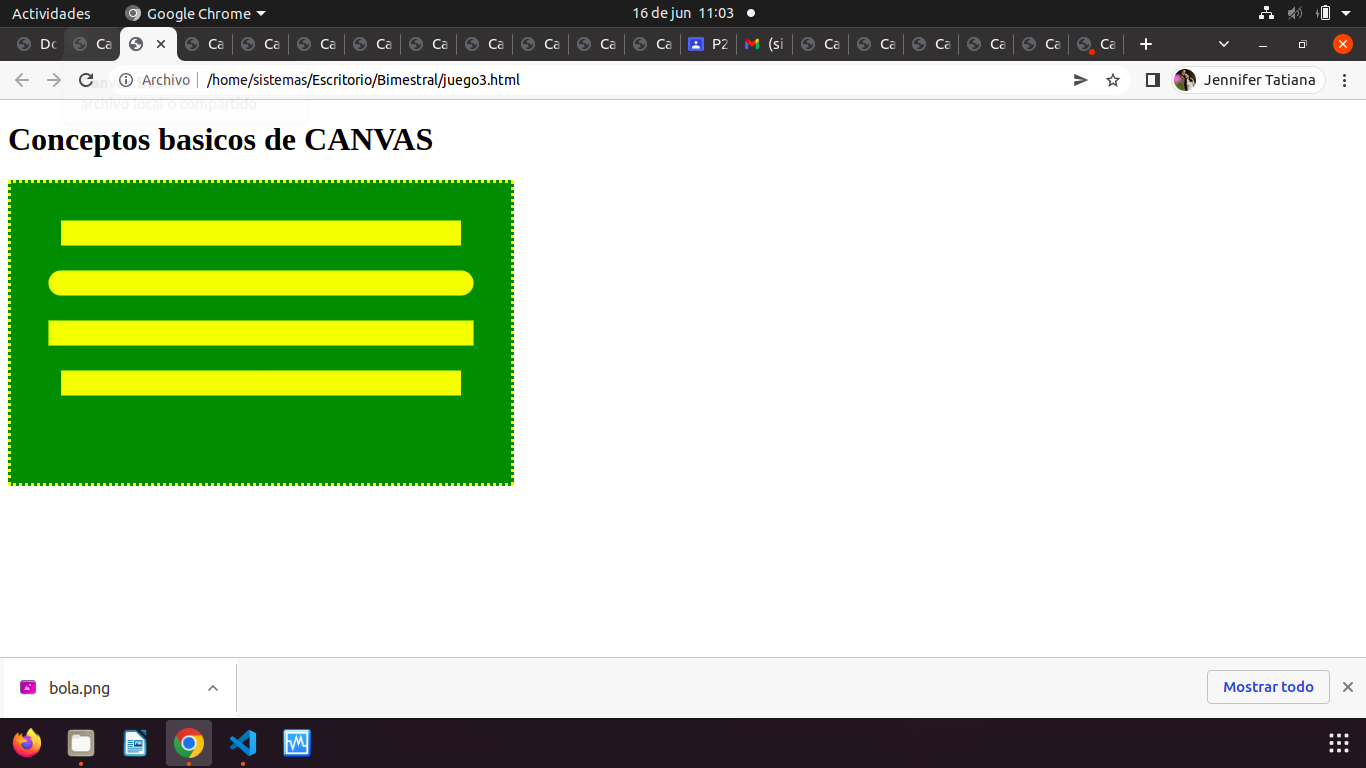 Actividades Google Chrome 16 de jun 11:03
Do Ca Ca Ca Ca Ca Ca Ca Ca Ca Ca P2 (si Ca Ca Ca Ca Ca Ca
Archivo /home/sistemas/Escritorio/Bimestral/juego3.html Jennifer Tatiana
archivo local o compartido
Conceptos basicos de CANVAS
bola.png Mostrar todo